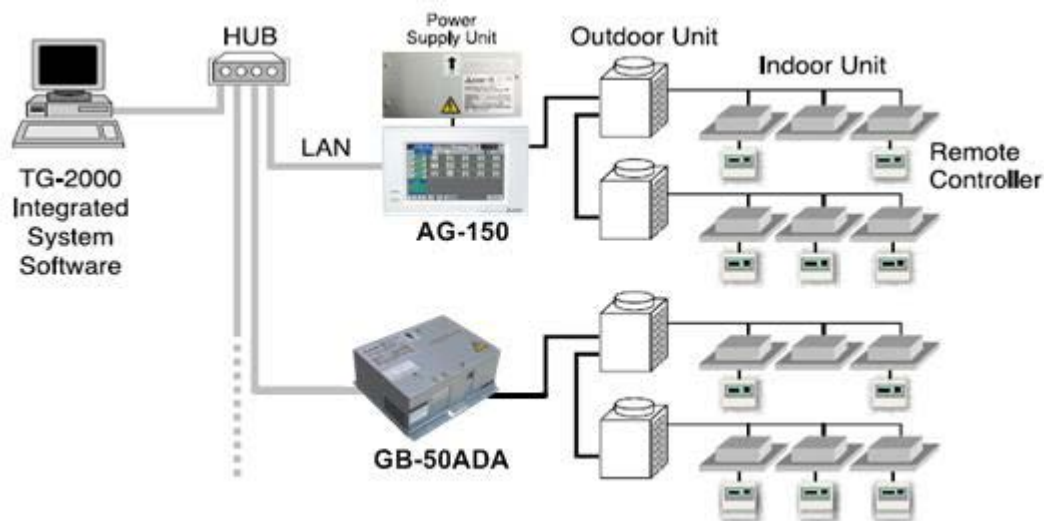 Power
Supply Unit
HUB
Outdoor Unit
Indoor Unit
LAN
Remote
Controller
TG-2000
Integrated
System
Software
AG-150
GB-50ADA